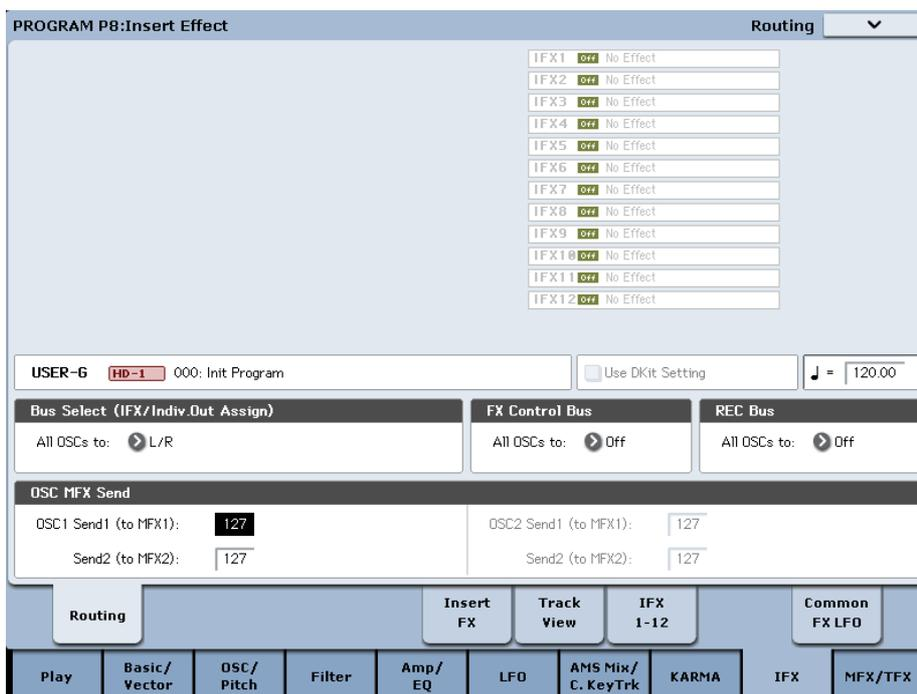 PROGRAM P8:Insert Effect Routing
IFX1 Off No Effect
IFX2 Off No Effect
IFX3 Off No Effect
IFX4 Off No Effect
IFX5 Off No Effect
IFX6 Off No Effect
IFX7 Off No Effect
IFX8 Off No Effect
IFX9 Off No Effect
IFX10 Off No Effect
IFX11 Off No Effect
IFX12 Off No Effect
USER-G HD-1 000: Init Program Use DKit Setting ♩ = 120.00
Bus Select (IFX/Indiv.Out Assign) FX Control Bus REC Bus
All OSCs to: L/R All OSCs to: Off All OSCs to: Off
OSC MFX Send
OSC1 Send1 (to MFX1): 127 OSC2 Send1 (to MFX1): 127
Send2 (to MFX2): 127 Send2 (to MFX2): 127
Routing Insert FX Track View IFX 1-12 Common FX LFO
Play Basic/Vector OSC/Pitch Filter Amp/EQ LFO AMS Mix/C.KeyTrk KARMA IFX MFX/TFX